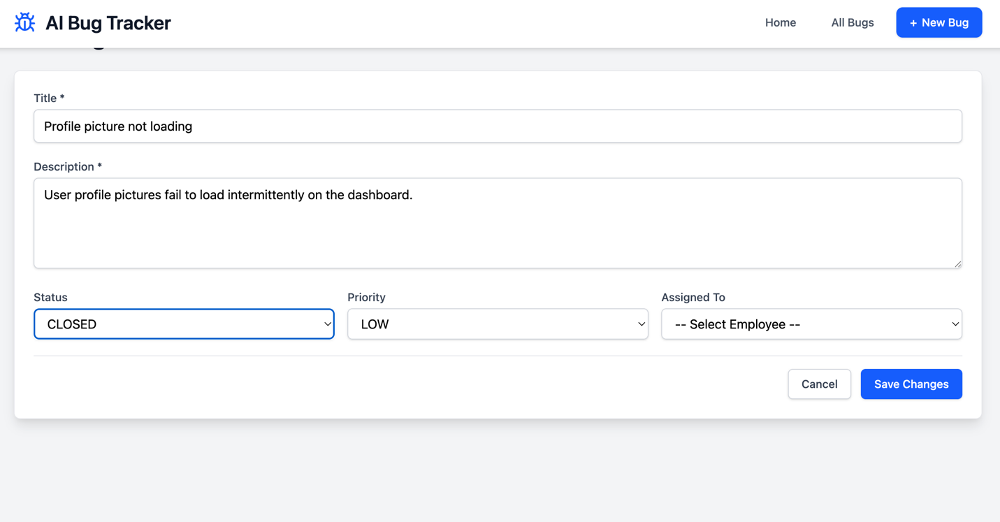 AI Bug Tracker
Home
All Bugs
+ New Bug
Title *
Profile picture not loading
Description *
User profile pictures fail to load intermittently on the dashboard.
Status
Priority
Assigned To
CLOSED
LOW
-- Select Employee --
Cancel
Save Changes